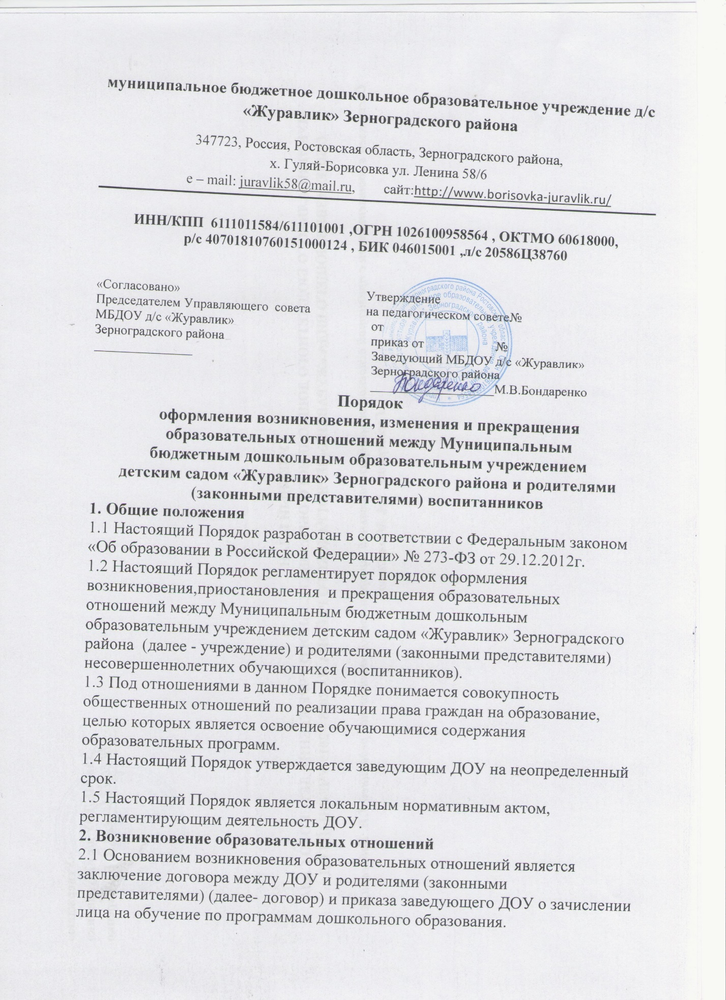 муниципальное бюджетное дошкольное образовательное учреждение д/с
«Журавлик» Зерноградского района
347723, Россия, Ростовская область, Зерноградского района,
х. Гуляй-Борисовка ул. Ленина 58/6
е – mail: juravlik58@mail.ru, сайт:http://www.borisovka-juravlik.ru/
ИНН/КПП 6111011584/611101001 ,ОГРН 1026100958564 , ОКТМО 60618000,
р/с 40701810760151000124 , БИК 046015001 ,л/с 20586Ц38760
«Согласовано»
Председателем Управляющего совета
МБДОУ д/с «Журавлик»
Зерноградского района
Утверждение
на педагогическом совете№
от
приказ от №
Заведующий МБДОУ д/с «Журавлик»
Зерноградского района
Бондаренко М.В.Бондаренко
Порядок
оформления возникновения, изменения и прекращения
образовательных отношений между Муниципальным
бюджетным дошкольным образовательным учреждением
детским садом «Журавлик» Зерноградского района и родителями
(законными представителями) воспитанников
1. Общие положения
1.1 Настоящий Порядок разработан в соответствии с Федеральным законом
«Об образовании в Российской Федерации» № 273-ФЗ от 29.12.2012г.
1.2 Настоящий Порядок регламентирует порядок оформления
возникновения,приостановления и прекращения образовательных
отношений между Муниципальным бюджетным дошкольным
образовательным учреждением детским садом «Журавлик» Зерноградского
района (далее - учреждение) и родителями (законными представителями)
несовершеннолетних обучающихся (воспитанников).
1.3 Под отношениями в данном Порядке понимается совокупность
общественных отношений по реализации права граждан на образование,
целью которых является освоение обучающимися содержания
образовательных программ.
1.4 Настоящий Порядок утверждается заведующим ДОУ на неопределенный
срок.
1.5 Настоящий Порядок является локальным нормативным актом,
регламентирующим деятельность ДОУ.
2. Возникновение образовательных отношений
2.1 Основанием возникновения образовательных отношений является
заключение договора между ДОУ и родителями (законными
представителями) (далее- договор) и приказа заведующего ДОУ о зачислении
лица на обучение по программам дошкольного образования.